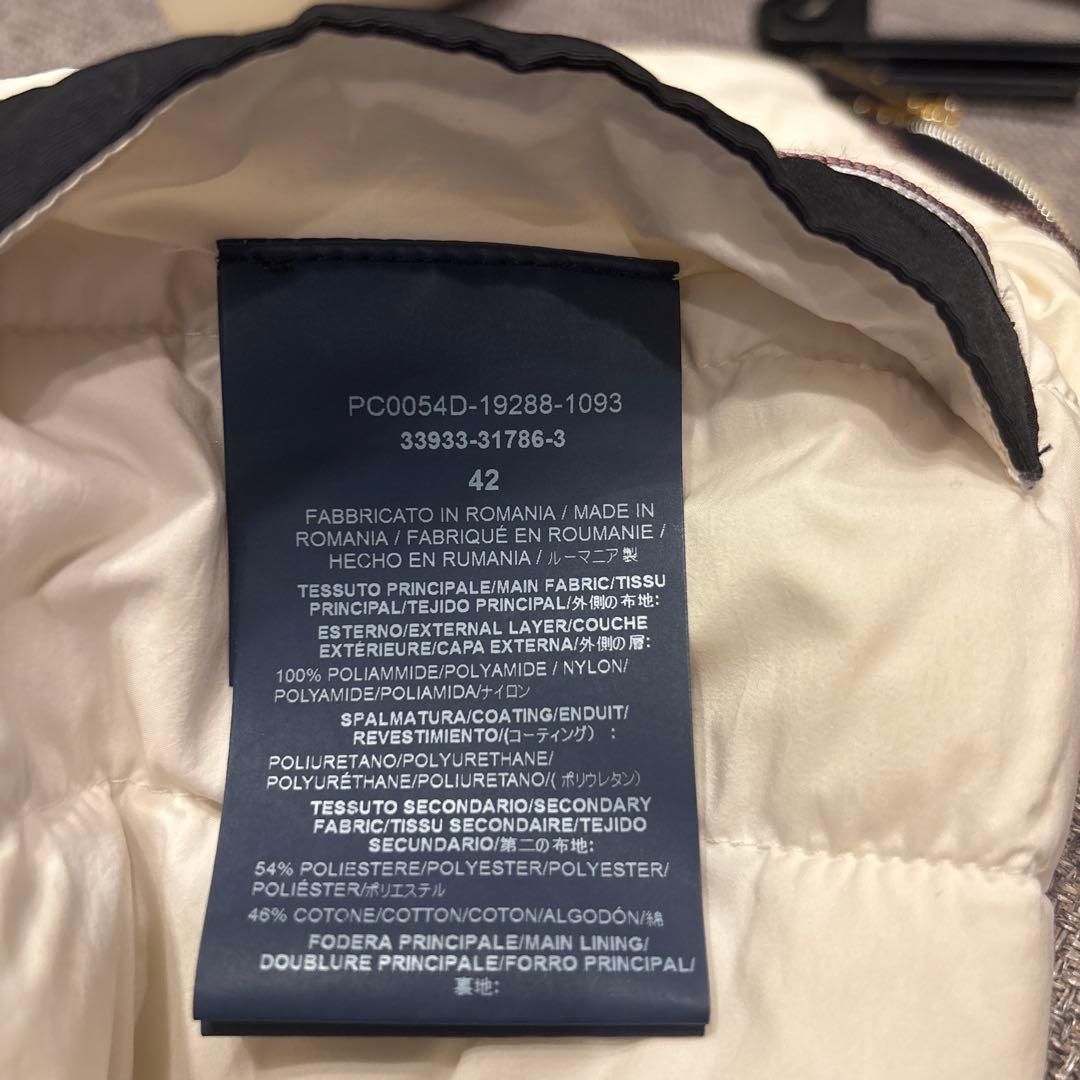 PC0054D-19288-1093
33933-31786-3
42
FABBRICATO IN ROMANIA / MADE IN
ROMANIA / FABRIQUÉ EN ROUMANIE /
HECHO EN RUMANIA / ルーマニア製
TESSUTO PRINCIPALE/MAIN FABRIC/TISSU
PRINCIPAL/TEJIDO PRINCIPAL/外側の布地:
ESTERNO/EXTERNAL LAYER/COUCHE
EXTÉRIEURE/CAPA EXTERNA/外側の層:
100% POLIAMMIDE/POLYAMIDE / NYLON/
POLYAMIDE/POLIAMIDA/ナイロン
SPALMATURA/COATING/ENDUIT/
REVESTIMIENTO/(コーティング) :
POLIURETANO/POLYURETHANE/
POLYURÉTHANE/POLIURETANO/( ポリウレタン)
TESSUTO SECONDARIO/SECONDARY
FABRIC/TISSU SECONDAIRE/TEJIDO
SECUNDARIO/第二の布地:
54% POLIESTERE/POLYESTER/POLYESTER/
POLIÉSTER/ポリエステル
46% COTONE/COTTON/COTON/ALGODÓN/綿
FODERA PRINCIPALE/MAIN LINING/
DOUBLURE PRINCIPALE/FORRO PRINCIPAL/
裏地: